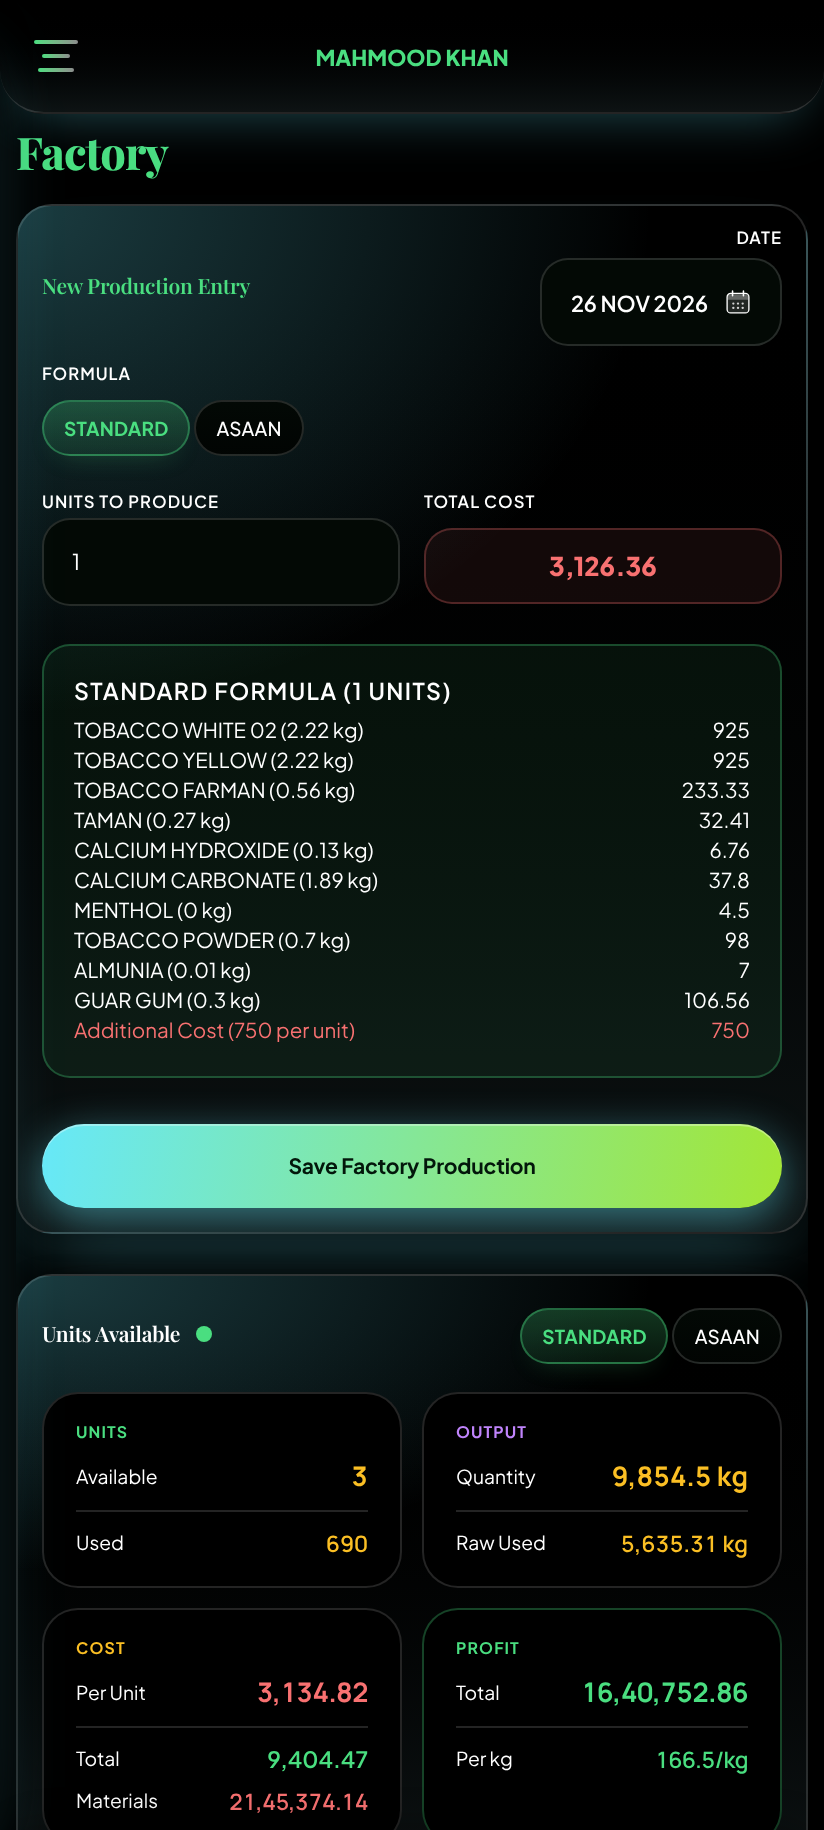 MAHMOOD KHAN
Factory
DATE
New Production Entry
26 NOV 2026
FORMULA
STANDARD ASAAN
UNITS TO PRODUCE TOTAL COST
1 3,126.36
STANDARD FORMULA (1 UNITS)
TOBACCO WHITE 02 (2.22 kg) 925
TOBACCO YELLOW (2.22 kg) 925
TOBACCO FARMAN (0.56 kg) 233.33
TAMAN (0.27 kg) 32.41
CALCIUM HYDROXIDE (0.13 kg) 6.76
CALCIUM CARBONATE (1.89 kg) 37.8
MENTHOL (0 kg) 4.5
TOBACCO POWDER (0.7 kg) 98
ALMUNIA (0.01 kg) 7
GUAR GUM (0.3 kg) 106.56
Additional Cost (750 per unit) 750
Save Factory Production
Units Available STANDARD ASAAN
UNITS
Available 3
Used 690
OUTPUT
Quantity 9,854.5 kg
Raw Used 5,635.31 kg
COST
Per Unit 3,134.82
Total 9,404.47
Materials 21,45,374.14
PROFIT
Total 16,40,752.86
Per kg 166.5/kg